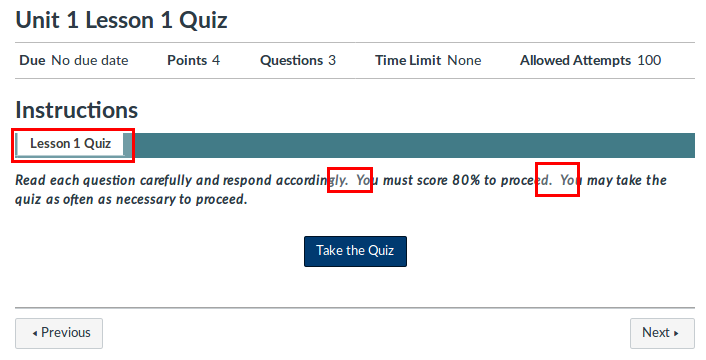 Unit 1 Lesson 1 Quiz
Due No due date Points 4 Questions 3 Time Limit None Allowed Attempts 100
Instructions
Lesson 1 Quiz
Read each question carefully and respond accordingly.  You must score 80% to proceed.  You may take the
quiz as often as necessary to proceed.
Take the Quiz
Previous Next